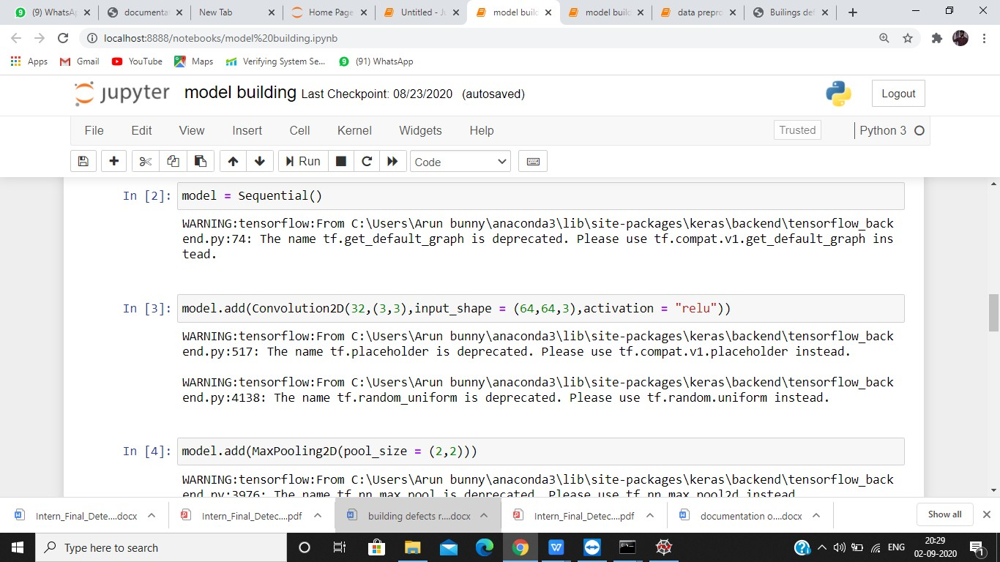 (9) WhatsA
documenta
New Tab
Home Page
Untitled - Ju
model build
model build
data prepro
Builings def
localhost:8888/notebooks/model%20building.ipynb
Apps
Gmail
YouTube
Maps
Verifying System Se...
(91) WhatsApp
jupyter
model building Last Checkpoint: 08/23/2020 (autosaved)
Logout
File
Edit
View
Insert
Cell
Kernel
Widgets
Help
Trusted
Python 3
Run
Code
In [2]: model = Sequential()
WARNING:tensorflow:From C:\Users\Arun bunny\anaconda3\lib\site-packages\keras\backend\tensorflow_back
end.py:74: The name tf.get_default_graph is deprecated. Please use tf.compat.v1.get_default_graph ins
tead.
In [3]: model.add(Convolution2D(32,(3,3),input_shape = (64,64,3),activation = "relu"))
WARNING:tensorflow:From C:\Users\Arun bunny\anaconda3\lib\site-packages\keras\backend\tensorflow_back
end.py:517: The name tf.placeholder is deprecated. Please use tf.compat.v1.placeholder instead.
WARNING:tensorflow:From C:\Users\Arun bunny\anaconda3\lib\site-packages\keras\backend\tensorflow_back
end.py:4138: The name tf.random_uniform is deprecated. Please use tf.random.uniform instead.
In [4]: model.add(MaxPooling2D(pool_size = (2,2)))
WARNING:tensorflow:From C:\Users\Arun bunny\anaconda3\lib\site-packages\keras\backend\tensorflow_back
end.py:3976: The name tf.nn.max_pool is deprecated. Please use tf.nn.max_pool2d instead.
Intern_Final_Dete....docx
Intern_Final_Detec....pdf
building defects r....docx
Intern_Final_Detec....pdf
documentation o....docx
Show all
Type here to search
ENG
20:29
02-09-2020
1